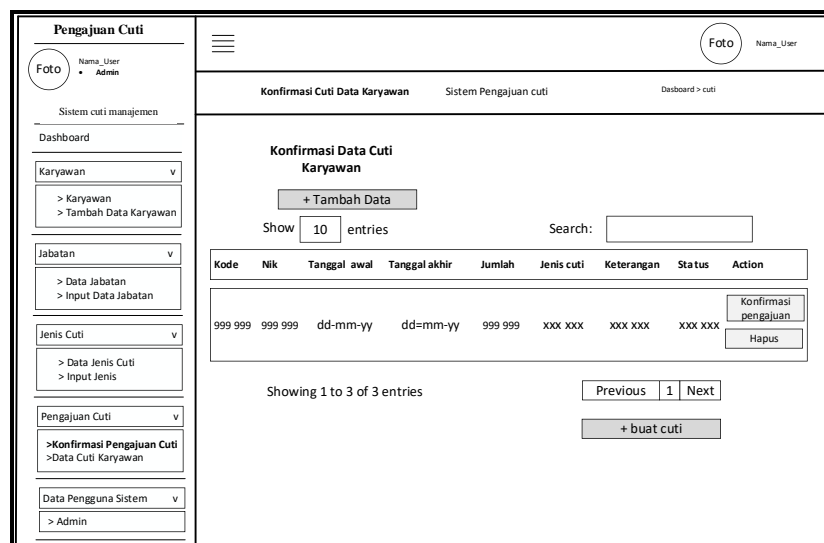 Pengajuan Cuti
Foto
Nama_User
• Admin
Sistem cuti manajemen
Dashboard
Karyawan v
> Karyawan
> Tambah Data Karyawan
Jabatan v
> Data Jabatan
> Input Data Jabatan
Jenis Cuti v
> Data Jenis Cuti
> Input Jenis
Pengajuan Cuti v
>Konfirmasi Pengajuan Cuti
>Data Cuti Karyawan
Data Pengguna Sistem v
> Admin
Foto Nama_User
Konfirmasi Cuti Data Karyawan Sistem Pengajuan cuti Dasboard > cuti
Konfirmasi Data Cuti
Karyawan
+ Tambah Data
Show 10 entries Search:
Kode Nik Tanggal awal Tanggal akhir Jumlah Jenis cuti Keterangan Status Action
999 999 999 999 dd-mm-yy dd=mm-yy 999 999 xxx xxx xxx xxx xxx xxx
Konfirmasi
pengajuan
Hapus
Showing 1 to 3 of 3 entries Previous 1 Next
+ buat cuti